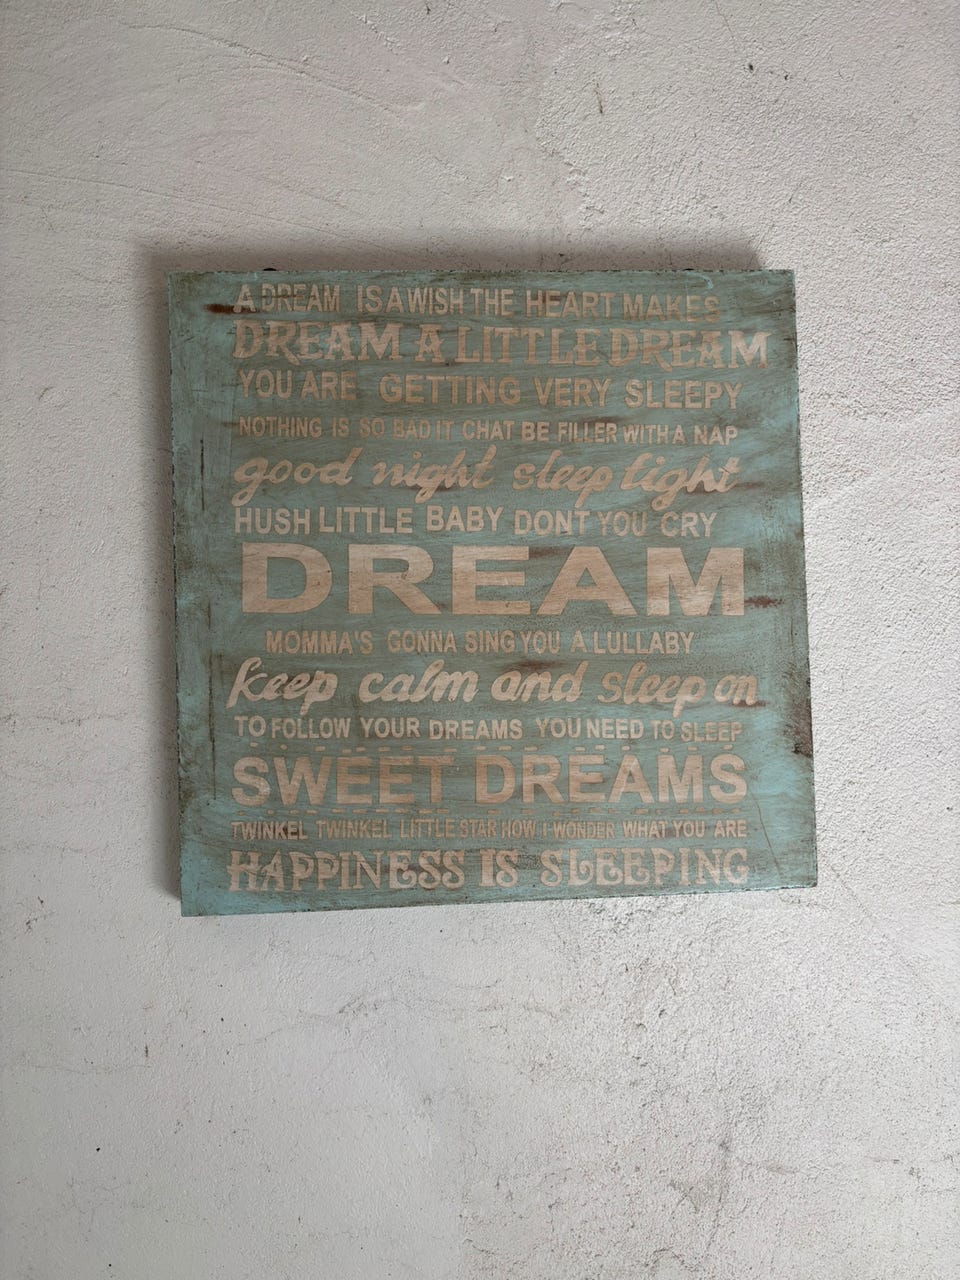 A DREAM IS A WISH THE HEART MAKES
DREAM A LITTLE DREAM
YOU ARE GETTING VERY SLEEPY
NOTHING IS SO BAD IT CHAT BE FILLER WITH A NAP
good night sleep tight
HUSH LITTLE BABY DONT YOU CRY
DREAM
MOMMA'S GONNA SING YOU A LULLABY
keep calm and sleep on
TO FOLLOW YOUR DREAMS YOU NEED TO SLEEP
SWEET DREAMS
TWINKEL TWINKEL LITTLE STAR HOW I WONDER WHAT YOU ARE
HAPPINESS IS SLEEPING